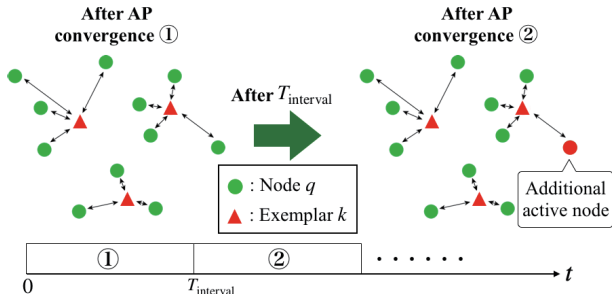 After AP
convergence ①
After AP
convergence ②
After T_interval
: Node q
: Exemplar k
Additional
active node
① ② ······
0 T_interval t